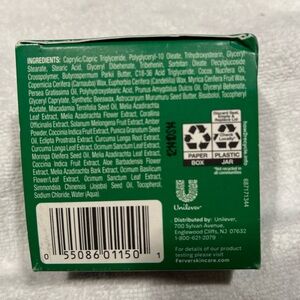 INGREDIENTS: Caprylic/Capric Triglyceride, Polyglyceryl-10 Oleate, Trihydroxystearin, Glyceryl
Stearate, Stearic Acid, Glyceryl Dibehenate, Tribehenin, Sorbitan Oleate Decylglucoside
Crosspolymer, Butyrospermum Parkii Butter, C18-36 Acid Triglyceride, Cocos Nucifera Oil,
Copernicia Cerifera (Carnauba) Wax, Euphorbia Cerifera (Candelilla) Wax, Myrica Cerifera Fruit Wax,
Persea Gratissima Oil, Polyhydroxystearic Acid, Prunus Amygdalus Dulcis Oil, Glyceryl Behenate,
Glyceryl Caprylate, Synthetic Beeswax, Astrocaryum Murumuru Seed Butter, Bisabolol, Tocopheryl
Acetate, Macadamia Ternifolia Seed Oil, Melia Azadirachta
Leaf Extract, Melia Azadirachta Flower Extract, Corallina
Officinalis Extract, Solanum Melongena Fruit Extract, Amber
Powder, Coccinia Indica Fruit Extract, Punica Granatum Seed
Oil, Eclipta Prostrata Extract, Curcuma Longa Root Extract,
Curcuma Longa Leaf Extract, Ocimum Sanctum Leaf Extract,
Moringa Oleifera Seed Oil, Melia Azadirachta Leaf Extract,
Coccinia Indica Fruit Extract, Aloe Barbadensis Flower
Extract, Melia Azadirachta Bark Extract, Ocimum Basilicum
Flower/Leaf Extract, Ocimum Sanctum Leaf Extract,
Simmondsia Chinensis (Jojoba) Seed Oil, Tocopherol,
Sodium Chloride, Water (Aqua)
PAPER
BOX
PLASTIC
JAR
Unilever
Distributed by: Unilever,
700 Sylvan Avenue,
Englewood Cliffs, NJ 07632
1-800-621-2079
For details of our product
testing please visit
Ferverskincare.com
0 55086 01150 1
68771344